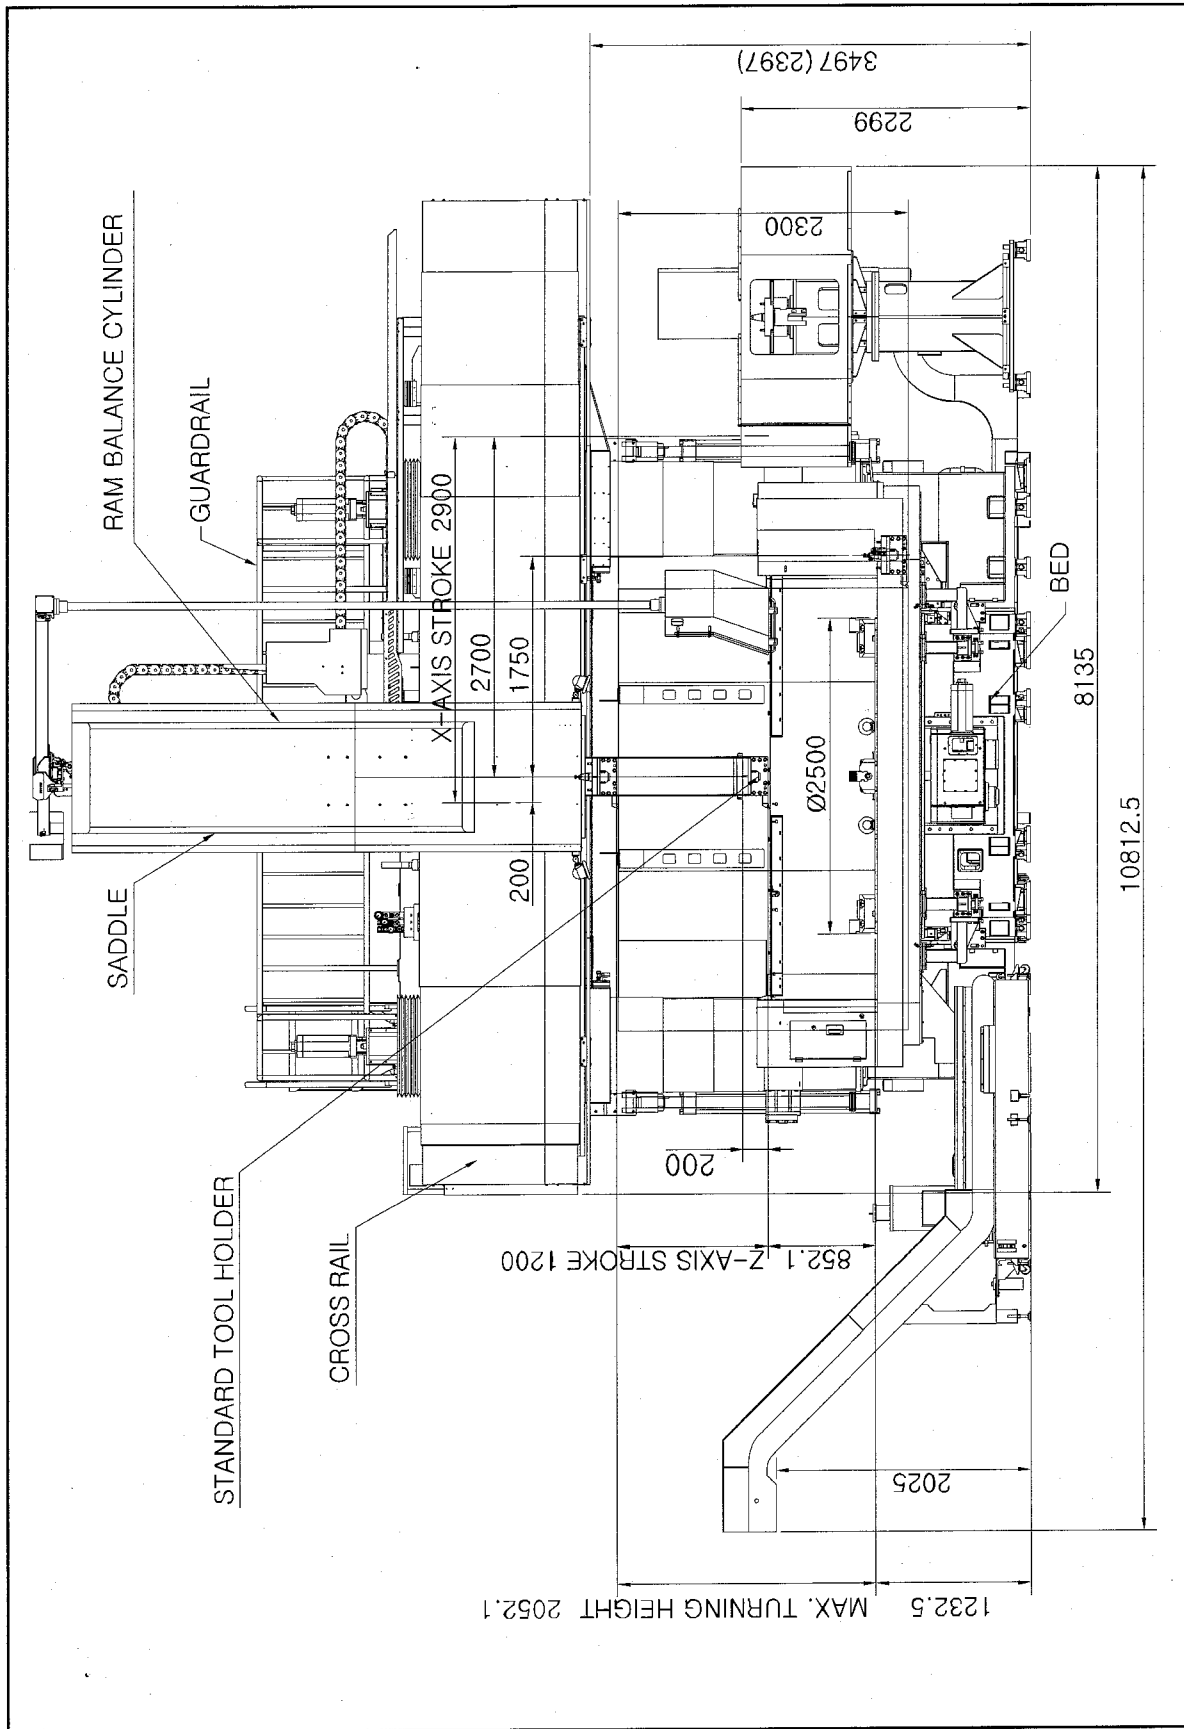 RAM BALANCE CYLINDER
GUARDRAIL
SADDLE
STANDARD TOOL HOLDER
CROSS RAIL
X-AXIS STROKE 2900
2700
1750
200
3497 (2397)
2299
2300
Ø2500
200
852.1 Z-AXIS STROKE 1200
MAX. TURNING HEIGHT 2052.1
1232.5
2025
BED
8135
10812.5